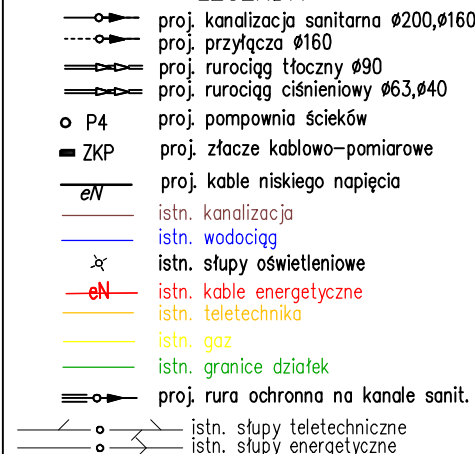 proj. kanalizacja sanitarna Ø200,Ø160
proj. przyłącza Ø160
proj. rurociąg tłoczny Ø90
proj. rurociąg ciśnieniowy Ø63,Ø40
P4 proj. pompownia ścieków
ZKP proj. złacze kablowo-pomiarowe
eN proj. kable niskiego napięcia
istn. kanalizacja
istn. wodociąg
istn. słupy oświetleniowe
eN istn. kable energetyczne
istn. teletechnika
istn. gaz
istn. granice działek
proj. rura ochronna na kanale sanit.
istn. słupy teletechniczne
istn. słupy energetyczne